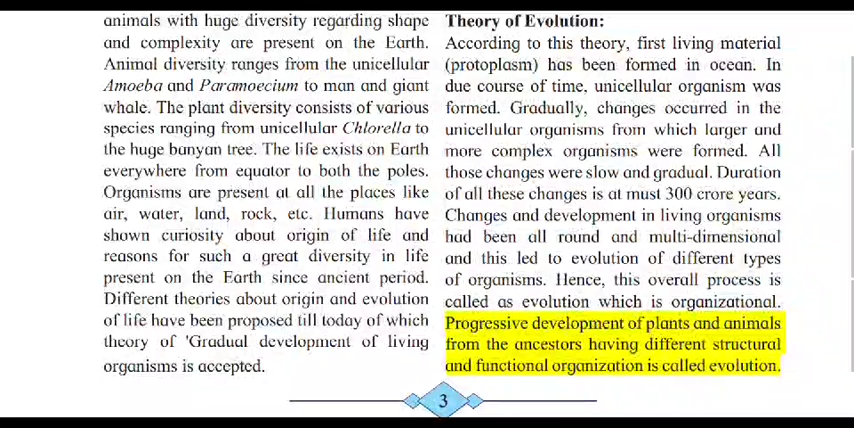 animals with huge diversity regarding shape
and complexity are present on the Earth.
Animal diversity ranges from the unicellular
Amoeba and Paramoecium to man and giant
whale. The plant diversity consists of various
species ranging from unicellular Chlorella to
the huge banyan tree. The life exists on Earth
everywhere from equator to both the poles.
Organisms are present at all the places like
air, water, land, rock, etc. Humans have
shown curiosity about origin of life and
reasons for such a great diversity in life
present on the Earth since ancient period.
Different theories about origin and evolution
of life have been proposed till today of which
theory of 'Gradual development of living
organisms is accepted.
Theory of Evolution:
According to this theory, first living material
(protoplasm) has been formed in ocean. In
due course of time, unicellular organism was
formed. Gradually, changes occurred in the
unicellular organisms from which larger and
more complex organisms were formed. All
those changes were slow and gradual. Duration
of all these changes is at must 300 crore years.
Changes and development in living organisms
had been all round and multi-dimensional
and this led to evolution of different types
of organisms. Hence, this overall process is
called as evolution which is organizational.
Progressive development of plants and animals
from the ancestors having different structural
and functional organization is called evolution.
3